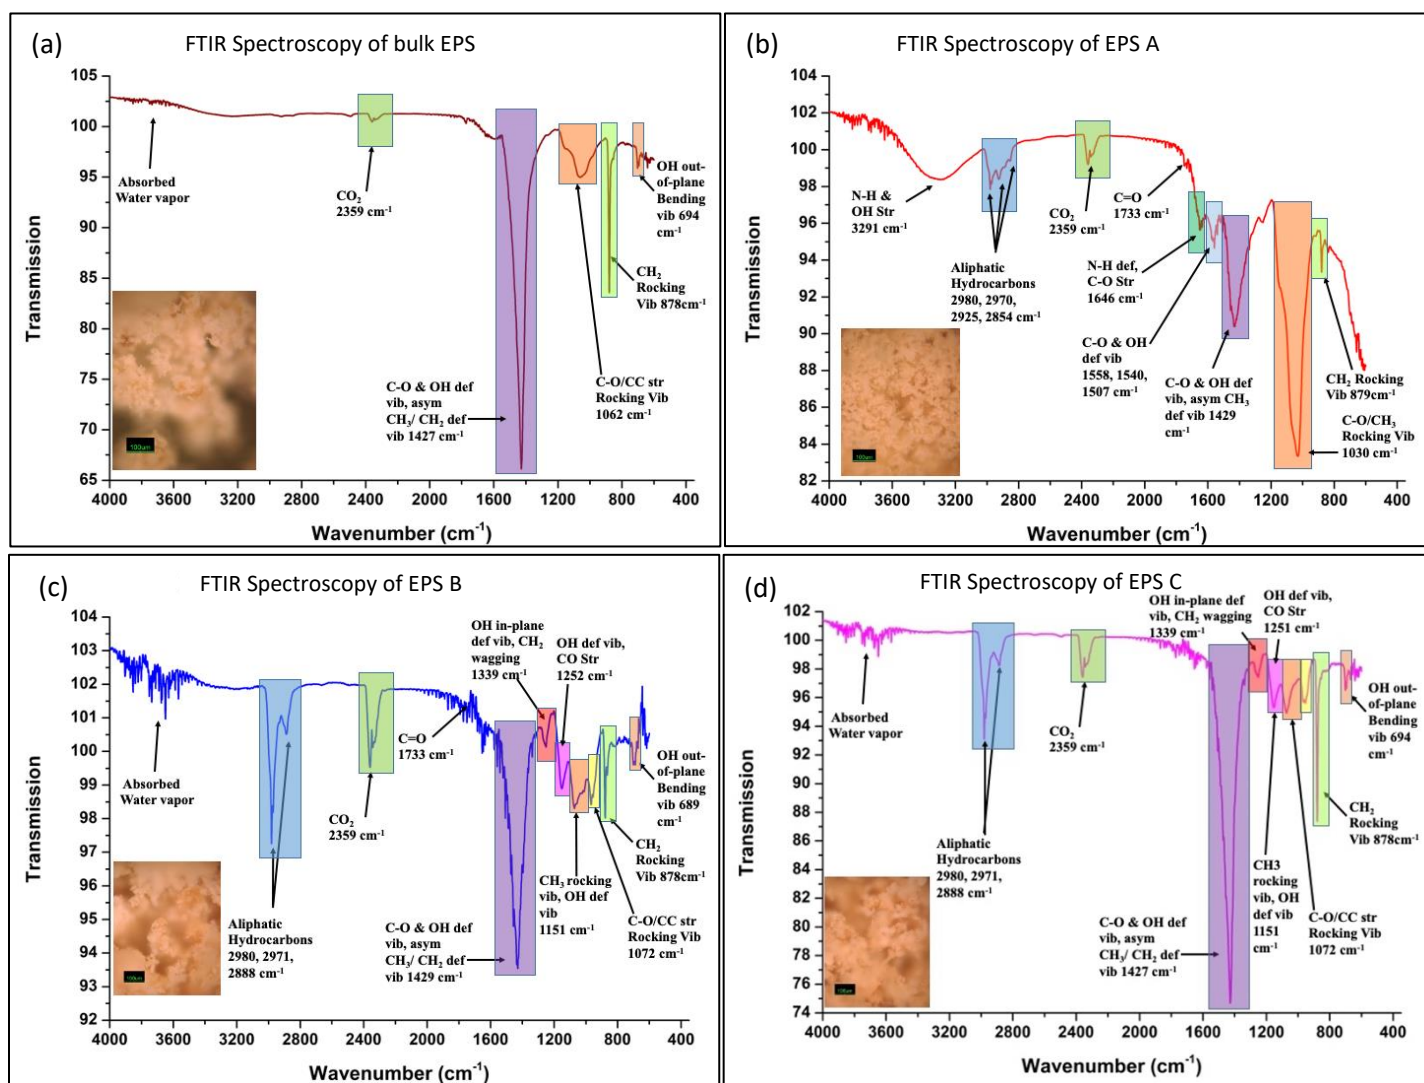 (a)
FTIR Spectroscopy of bulk EPS
105
100
95
90
85
80
75
70
65
Transmission
Absorbed
Water vapor
CO2
2359 cm-1
C-O & OH def
vib, asym
CH3/ CH2 def
vib 1427 cm-1
C-O/CC str
Rocking Vib
1062 cm-1
OH out-
of-plane
Bending
vib 694
cm-1
CH2
Rocking
Vib 878cm-1
100um
4000 3600 3200 2800 2400 2000 1600 1200 800 400
Wavenumber (cm-1)
(b)
FTIR Spectroscopy of EPS A
104
102
100
98
96
94
92
90
88
86
84
82
Transmission
N-H &
OH Str
3291 cm-1
Aliphatic
Hydrocarbons
2980, 2970,
2925, 2854 cm-1
CO2
2359 cm-1
C=O
1733 cm-1
N-H def,
C-O Str
1646 cm-1
C-O & OH
def vib
1558, 1540,
1507 cm-1
C-O & OH def
vib, asym CH3
def vib 1429
cm-1
CH2 Rocking
Vib 879cm-1
C-O/CH3
Rocking Vib
1030 cm-1
100um
4000 3600 3200 2800 2400 2000 1600 1200 800 400
Wavenumber (cm-1)
(c)
FTIR Spectroscopy of EPS B
104
103
102
101
100
99
98
97
96
95
94
93
92
Transmission
Absorbed
Water vapor
Aliphatic
Hydrocarbons
2980, 2971,
2888 cm-1
CO2
2359 cm-1
C=O
1733 cm-1
OH in-plane
def vib, CH2
wagging
1339 cm-1
OH def vib,
CO Str
1252 cm-1
C-O & OH def
vib, asym
CH3/ CH2 def
vib 1429 cm-1
CH3 rocking
vib, OH def
vib
1151 cm-1
C-O/CC str
Rocking Vib
1072 cm-1
CH2
Rocking
Vib 878cm-1
OH out-
of-plane
Bending
vib 689
cm-1
100um
4000 3600 3200 2800 2400 2000 1600 1200 800 400
Wavenumber (cm-1)
(d)
FTIR Spectroscopy of EPS C
102
100
98
96
94
92
90
88
86
84
82
80
78
76
74
Transmission
Absorbed
Water vapor
Aliphatic
Hydrocarbons
2980, 2971,
2888 cm-1
CO2
2359 cm-1
OH in-plane def
vib, CH2 wagging
1339 cm-1
OH def vib,
CO Str
1251 cm-1
C-O & OH def
vib, asym
CH3/ CH2 def
vib 1427 cm-1
CH3
rocking
vib, OH
def vib
1151
cm-1
C-O/CC str
Rocking Vib
1072 cm-1
CH2
Rocking
Vib 878cm-1
OH out-
of-plane
Bending
vib 694
cm-1
100um
4000 3600 3200 2800 2400 2000 1600 1200 800 400
Wavenumber (cm-1)